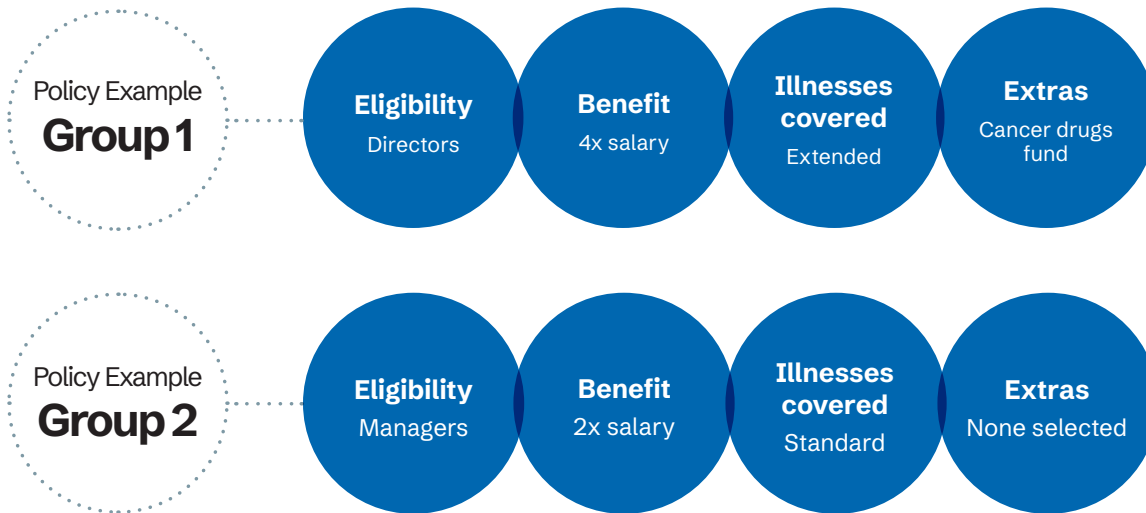 Policy Example
Group 1
Eligibility
Directors
Benefit
4x salary
Illnesses
covered
Extended
Extras
Cancer drugs
fund
Policy Example
Group 2
Eligibility
Managers
Benefit
2x salary
Illnesses
covered
Standard
Extras
None selected